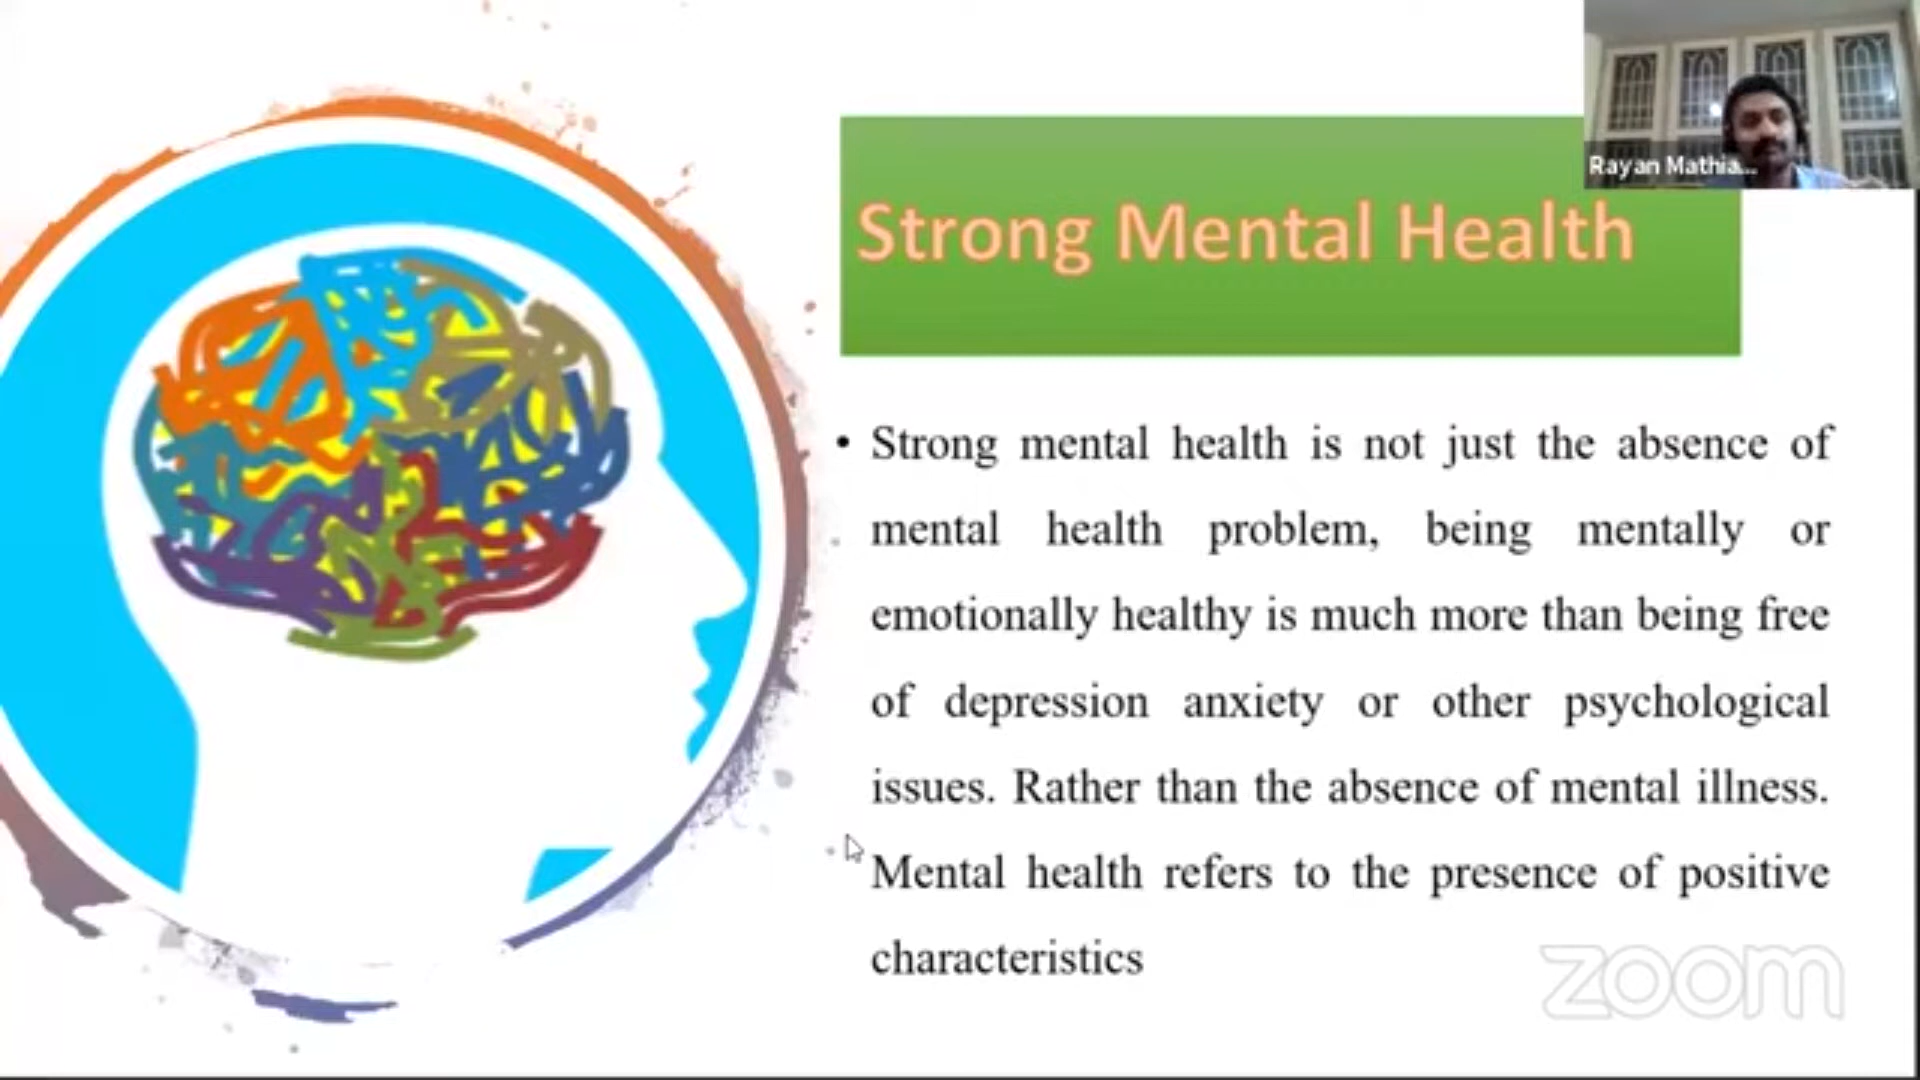 Rayan Mathia...
Strong Mental Health
• Strong mental health is not just the absence of
mental health problem, being mentally or
emotionally healthy is much more than being free
of depression anxiety or other psychological
issues. Rather than the absence of mental illness.
Mental health refers to the presence of positive
characteristics
zoom